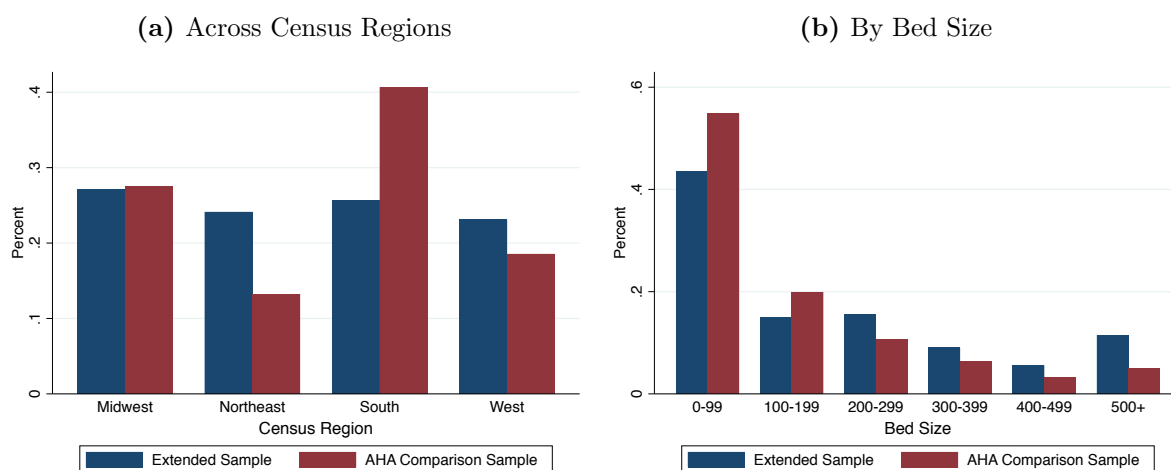 (a) Across Census Regions
Percent
0 .1 .2 .3 .4
Midwest Northeast South West
Census Region
Extended Sample AHA Comparison Sample
(b) By Bed Size
Percent
0 .2 .4 .6
0-99 100-199 200-299 300-399 400-499 500+
Bed Size
Extended Sample AHA Comparison Sample